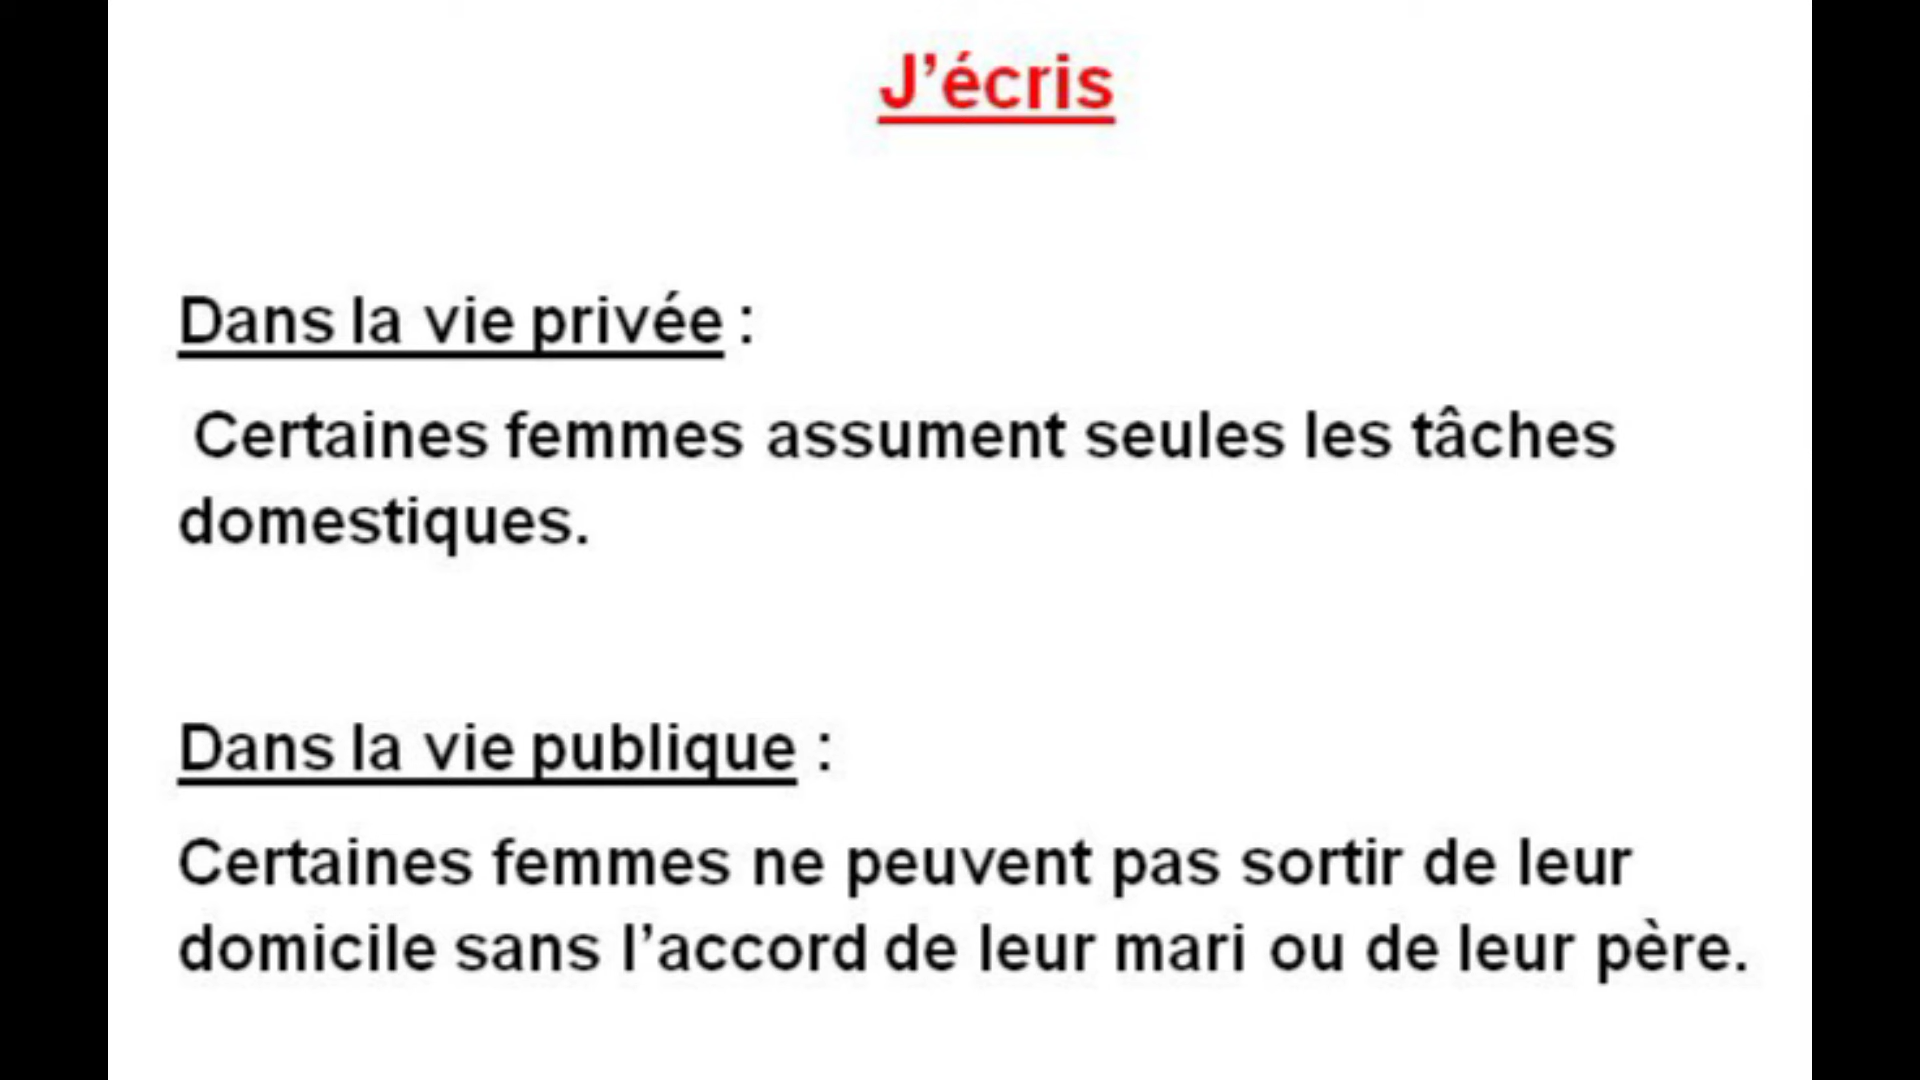 J’écris
Dans la vie privée :
Certaines femmes assument seules les tâches
domestiques.
Dans la vie publique :
Certaines femmes ne peuvent pas sortir de leur
domicile sans l’accord de leur mari ou de leur père.